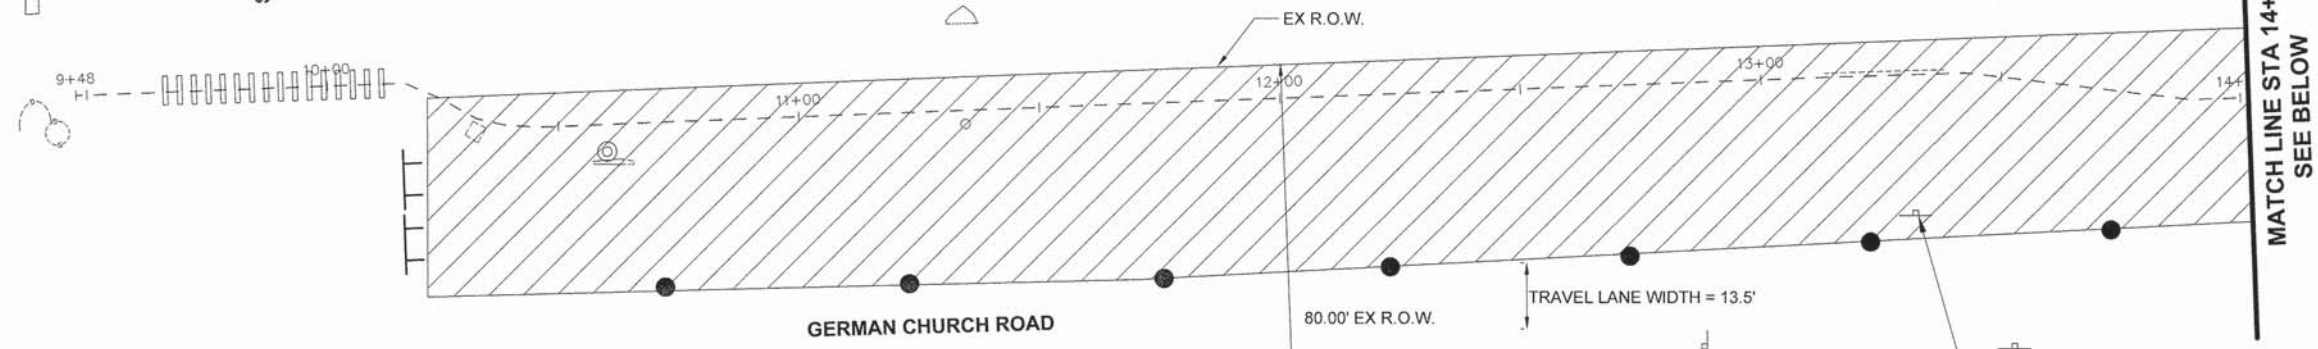 EX R.O.W.
9+48
10+00
11+00
12+00
13+00
14+
MATCH LINE STA 14+
SEE BELOW
TRAVEL LANE WIDTH = 13.5'
80.00' EX R.O.W.
GERMAN CHURCH ROAD